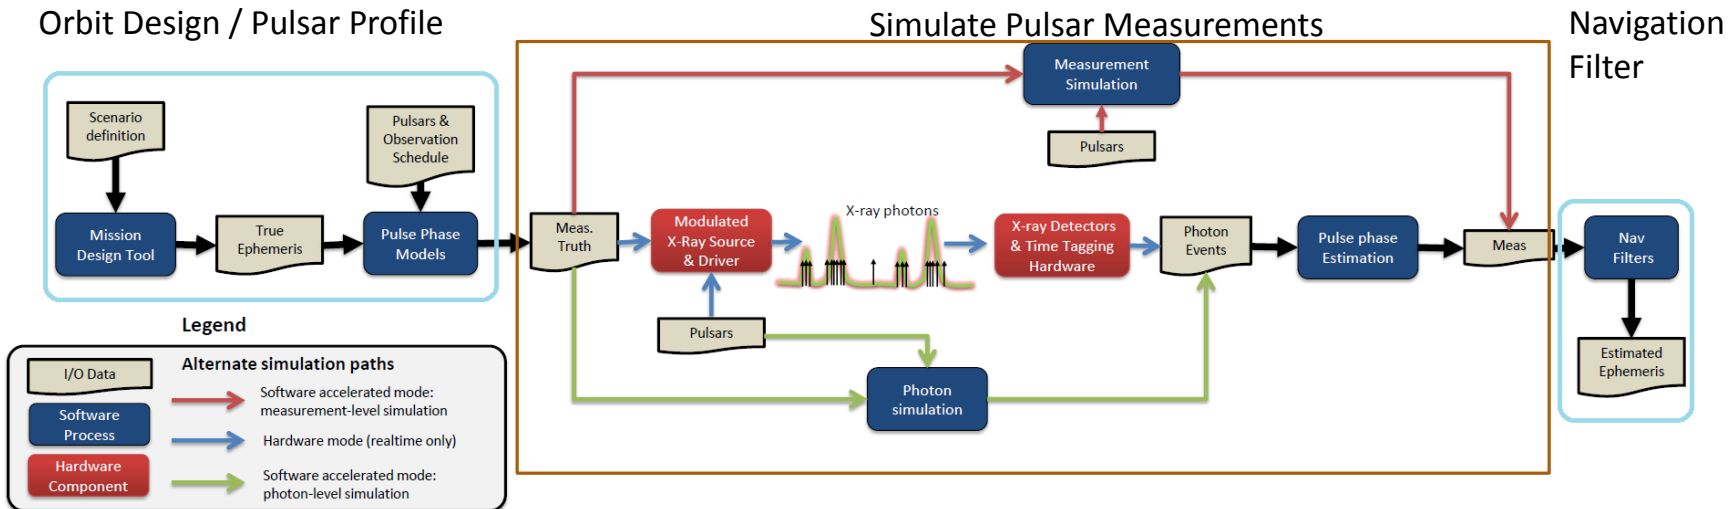 Orbit Design / Pulsar Profile
Simulate Pulsar Measurements
Navigation
Filter
Scenario
definition
Pulsars &
Observation
Schedule
Mission
Design Tool
True
Ephemeris
Pulse Phase
Models
Measurement
Simulation
Pulsars
Meas.
Truth
Modulated
X-Ray Source
& Driver
X-ray photons
X-ray Detectors
& Time Tagging
Hardware
Photon
Events
Pulse phase
Estimation
Meas
Nav
Filters
Pulsars
Photon
simulation
Estimated
Ephemeris
Legend
I/O Data
Software
Process
Hardware
Component
Alternate simulation paths
Software accelerated mode:
measurement-level simulation
Hardware mode (realtime only)
Software accelerated mode:
photon-level simulation